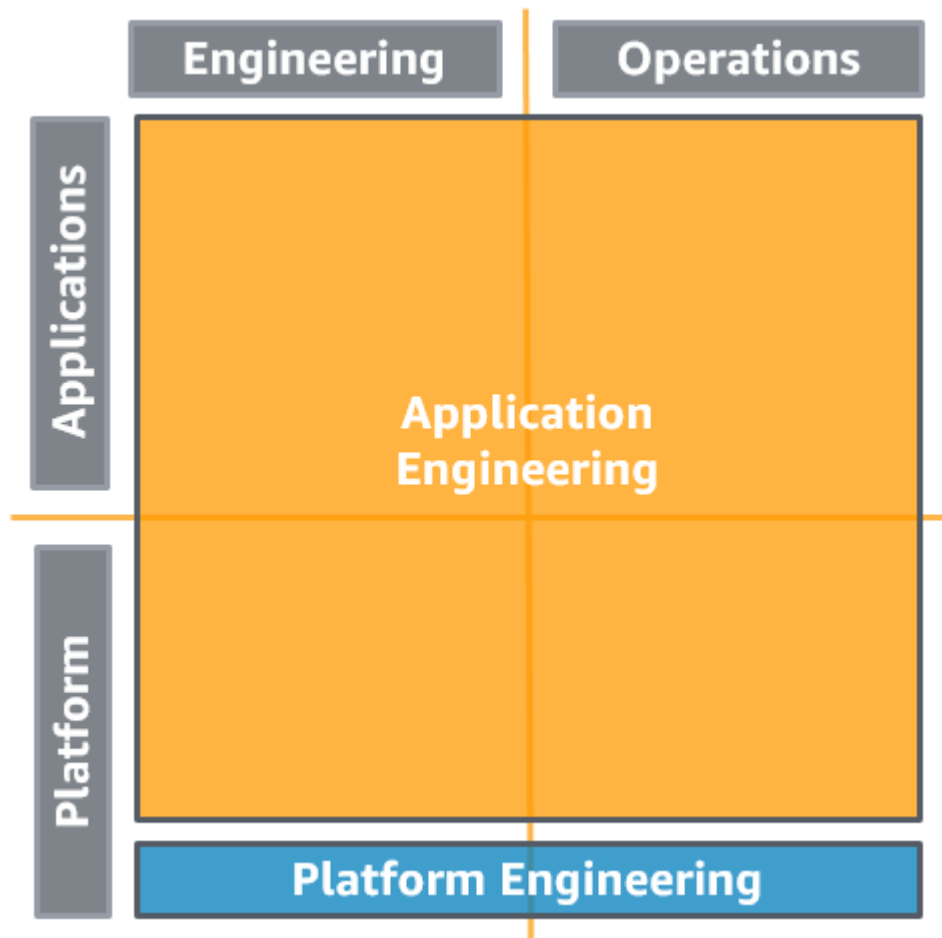 Engineering
Operations
Applications
Application
Engineering
Platform
Platform Engineering